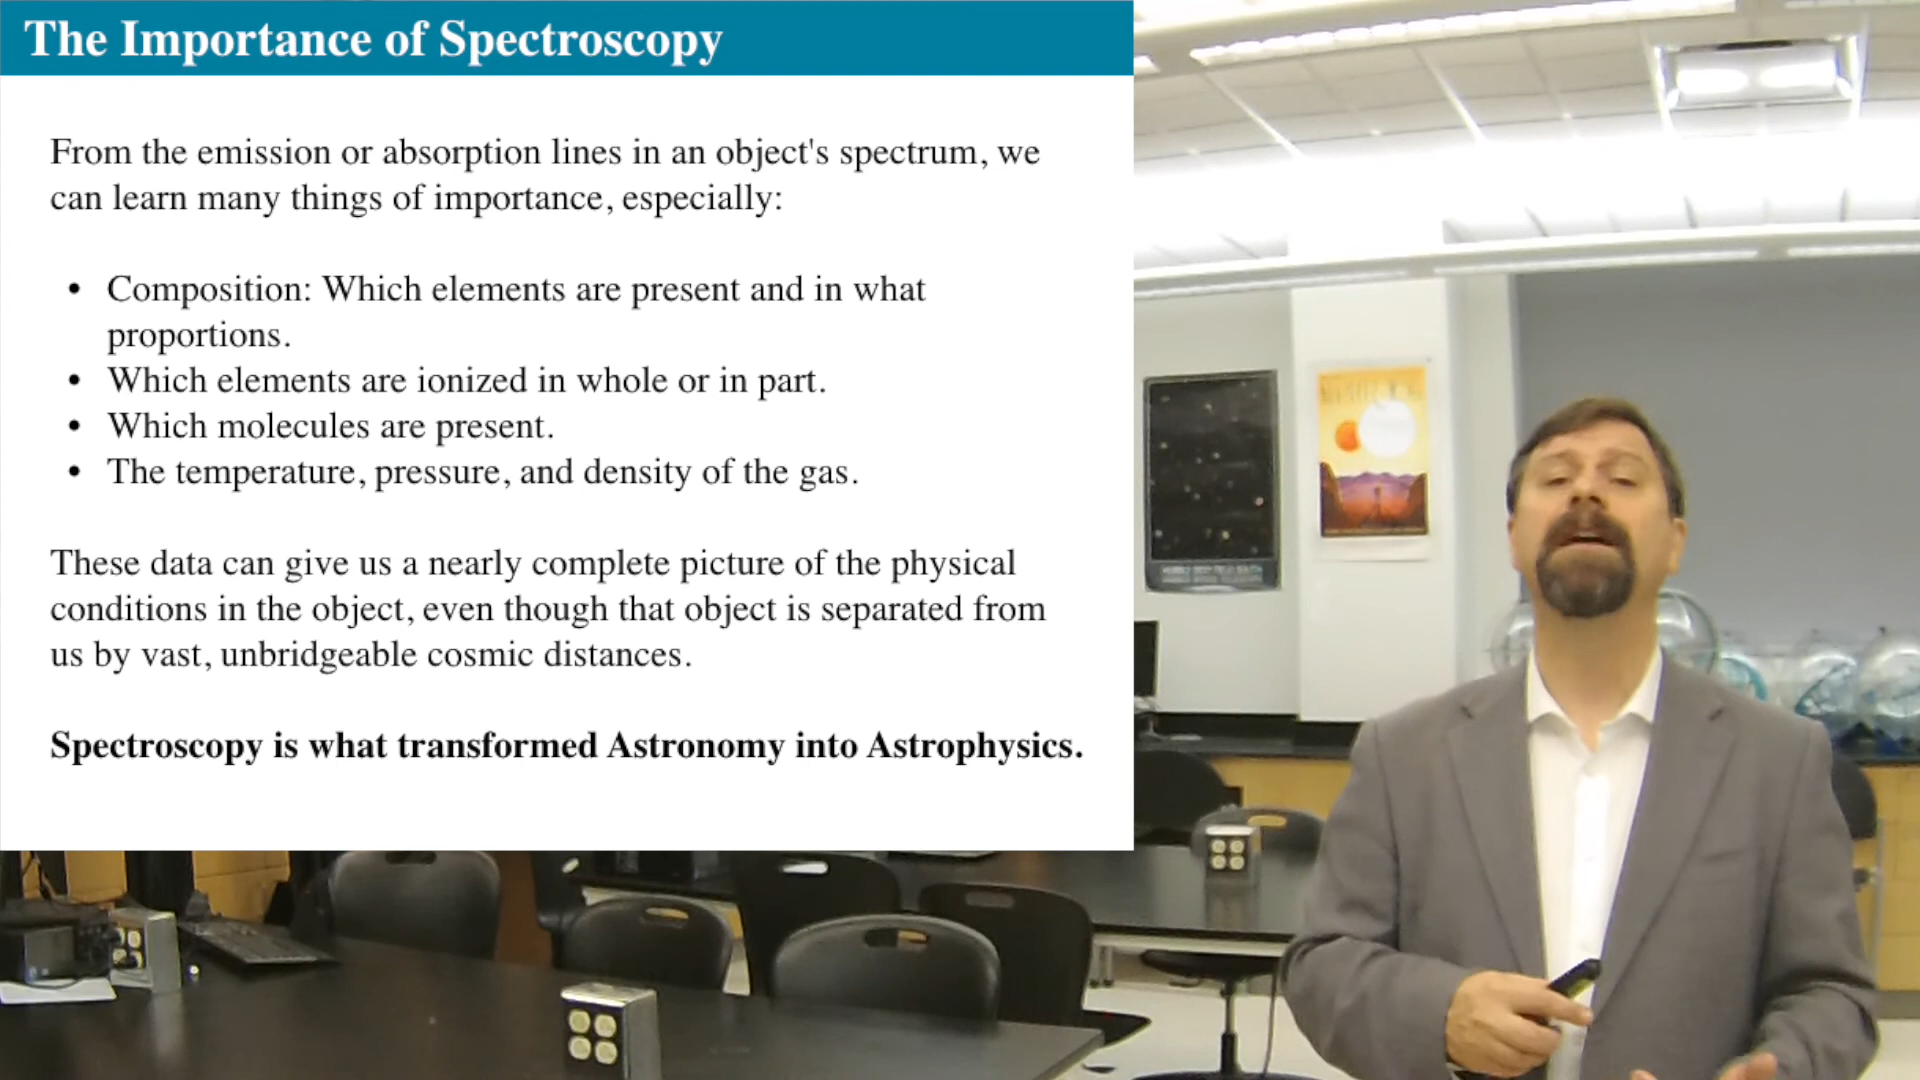 The Importance of Spectroscopy
From the emission or absorption lines in an object's spectrum, we
can learn many things of importance, especially:
• Composition: Which elements are present and in what
proportions.
• Which elements are ionized in whole or in part.
• Which molecules are present.
• The temperature, pressure, and density of the gas.
These data can give us a nearly complete picture of the physical
conditions in the object, even though that object is separated from
us by vast, unbridgeable cosmic distances.
Spectroscopy is what transformed Astronomy into Astrophysics.